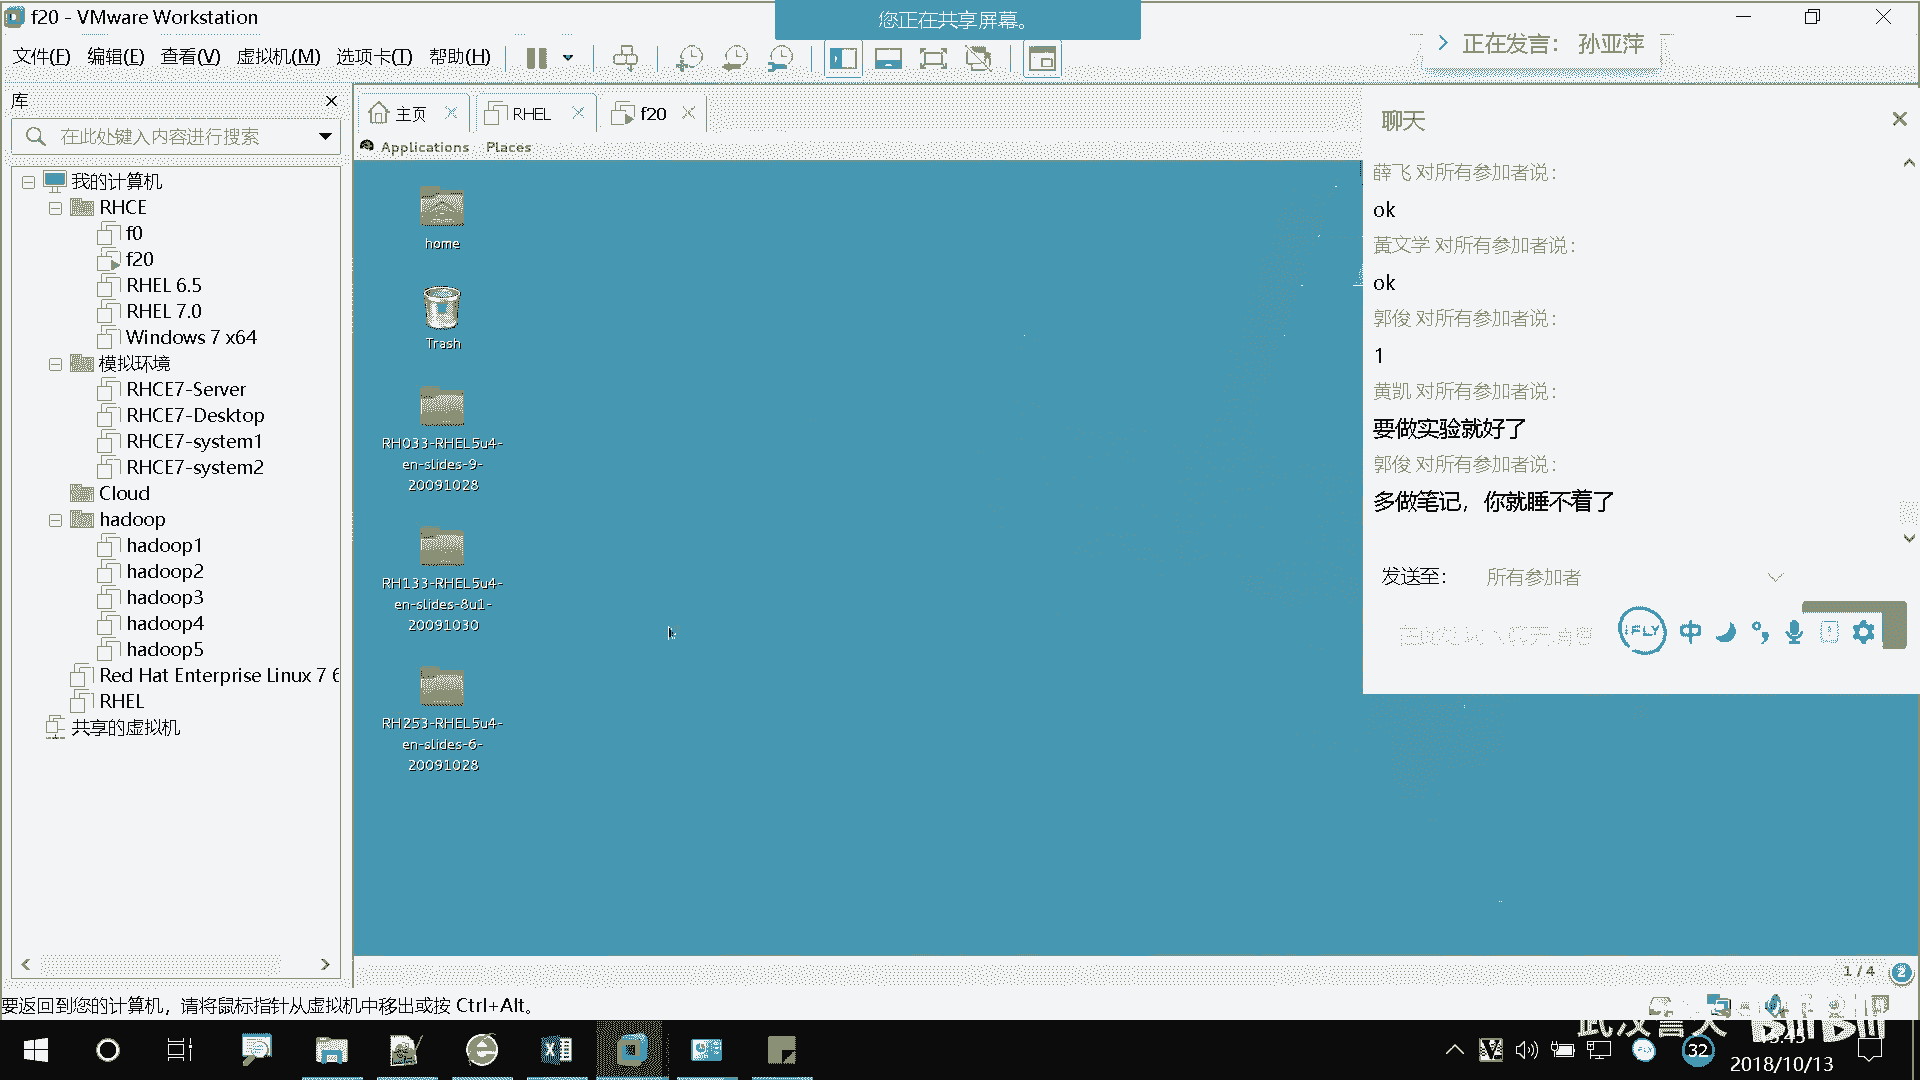 f20 - VMware Workstation
您正在共享屏幕。
文件(F) 编辑(E) 查看(V) 虚拟机(M) 选项卡(T) 帮助(H)
正在发言： 孙亚萍
库
在此处键入内容进行搜索
主页
RHEL
f20
Applications Places
我的计算机
RHCE
f0
f20
RHEL 6.5
RHEL 7.0
Windows 7 x64
模拟环境
RHCE7-Server
RHCE7-Desktop
RHCE7-system1
RHCE7-system2
Cloud
hadoop
hadoop1
hadoop2
hadoop3
hadoop4
hadoop5
Red Hat Enterprise Linux 7 6
RHEL
共享的虚拟机
home
Trash
RH033-RHEL5u4-
en-slides-9-
20091028
RH133-RHEL5u4-
en-slides-8u1-
20091030
RH253-RHEL5u4-
en-slides-6-
20091028
聊天
薛飞 对所有参加者说：
ok
黃文学 对所有参加者说：
ok
郭俊 对所有参加者说：
1
黄凯 对所有参加者说：
要做实验就好了
郭俊 对所有参加者说：
多做笔记，你就睡不着了
发送至： 所有参加者
iFLY 中
1 / 4
2
要返回到您的计算机，请将鼠标指针从虚拟机中移出或按 Ctrl+Alt。
32
2018/10/13